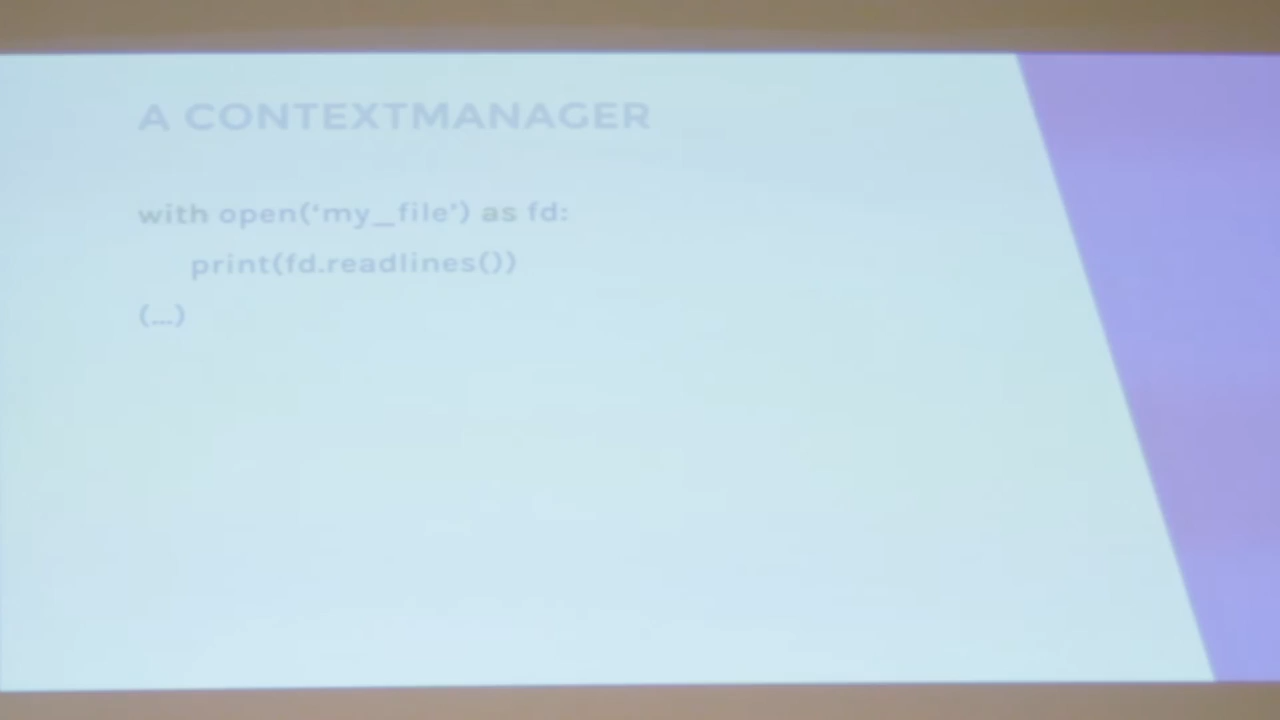 A CONTEXTMANAGER
with open(‘my_file’) as fd:
print(fd.readlines())
(...)